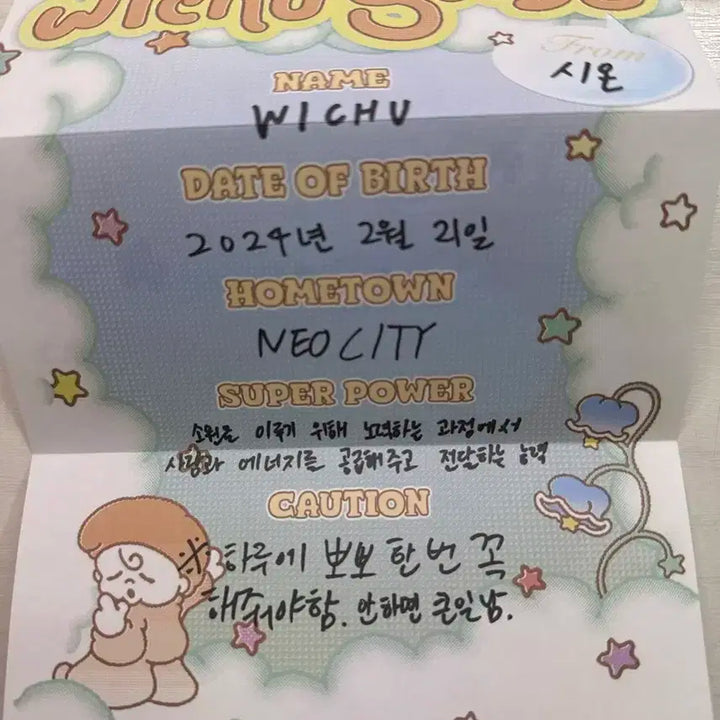 WICHU
From
시온
NAME
WICHU
DATE OF BIRTH
2024년 2월 21일
HOMETOWN
NEO CITY
SUPER POWER
소원을 이루기 위해 노력하는 과정에서
사랑과 에너지를 공급해주고 전달하는 능력
CAUTION
※ 하루에 뽀뽀 한 번 꼭
해줘야함. 안하면 큰일남.